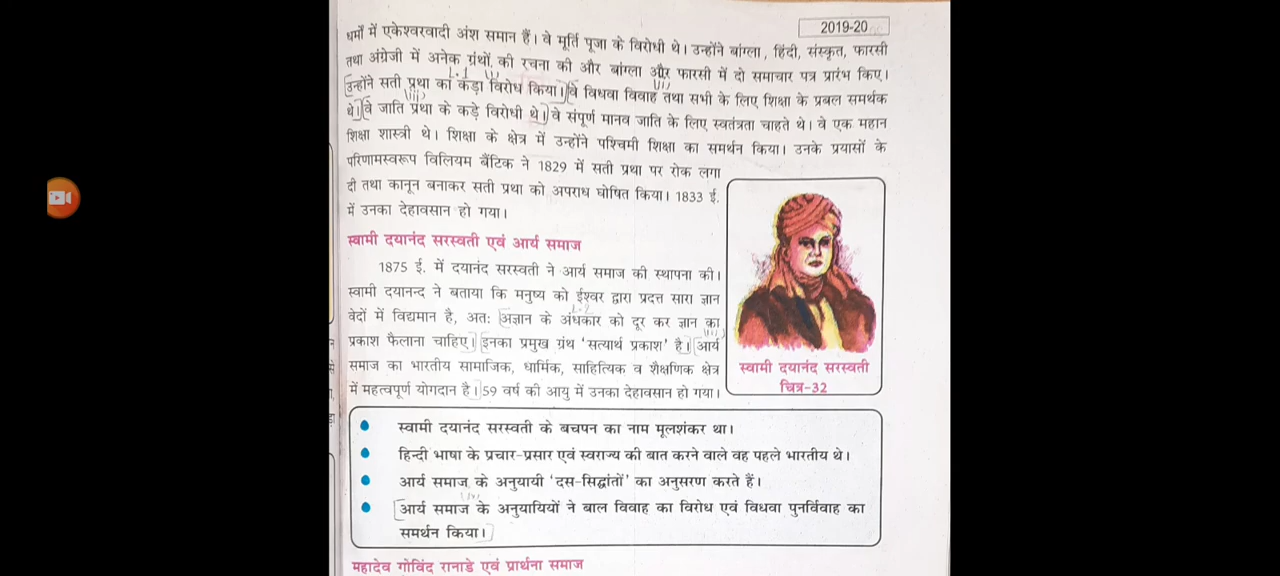 2019-20
धर्मों में एकेश्वरवादी अंश समान हैं। वे मूर्ति पूजा के विरोधी थे। उन्होंने बांग्ला, हिंदी, संस्कृत, फारसी
तथा अंग्रेजी में अनेक ग्रंथों की रचना की और बांग्ला और फारसी में दो समाचार पत्र प्रारंभ किए।
उन्होंने सती प्रथा का कड़ा विरोध किया। वे विधवा विवाह तथा सभी के लिए शिक्षा के प्रबल समर्थक
थे। वे जाति प्रथा के कड़े विरोधी थे। वे संपूर्ण मानव जाति के लिए स्वतंत्रता चाहते थे। वे एक महान
शिक्षा शास्त्री थे। शिक्षा के क्षेत्र में उन्होंने पश्चिमी शिक्षा का समर्थन किया। उनके प्रयासों के
परिणामस्वरूप विलियम बैंटिक ने 1829 में सती प्रथा पर रोक लगा
दी तथा कानून बनाकर सती प्रथा को अपराध घोषित किया। 1833 ई.
में उनका देहावसान हो गया।
स्वामी दयानंद सरस्वती एवं आर्य समाज
1875 ई. में दयानंद सरस्वती ने आर्य समाज की स्थापना की।
स्वामी दयानन्द ने बताया कि मनुष्य को ईश्वर द्वारा प्रदत्त सारा ज्ञान
वेदों में विद्यमान है, अतः अज्ञान के अंधकार को दूर कर ज्ञान का
प्रकाश फैलाना चाहिए। इनका प्रमुख ग्रंथ ‘सत्यार्थ प्रकाश’ है। आर्य
समाज का भारतीय सामाजिक, धार्मिक, साहित्यिक व शैक्षणिक क्षेत्र
में महत्वपूर्ण योगदान है। 59 वर्ष की आयु में उनका देहावसान हो गया।
स्वामी दयानंद सरस्वती
चित्र-32
स्वामी दयानंद सरस्वती के बचपन का नाम मूलशंकर था।
हिन्दी भाषा के प्रचार-प्रसार एवं स्वराज्य की बात करने वाले वह पहले भारतीय थे।
आर्य समाज के अनुयायी ‘दस-सिद्धांतों’ का अनुसरण करते हैं।
आर्य समाज के अनुयायियों ने बाल विवाह का विरोध एवं विधवा पुनर्विवाह का
समर्थन किया।
महादेव गोविंद रानाडे एवं प्रार्थना समाज